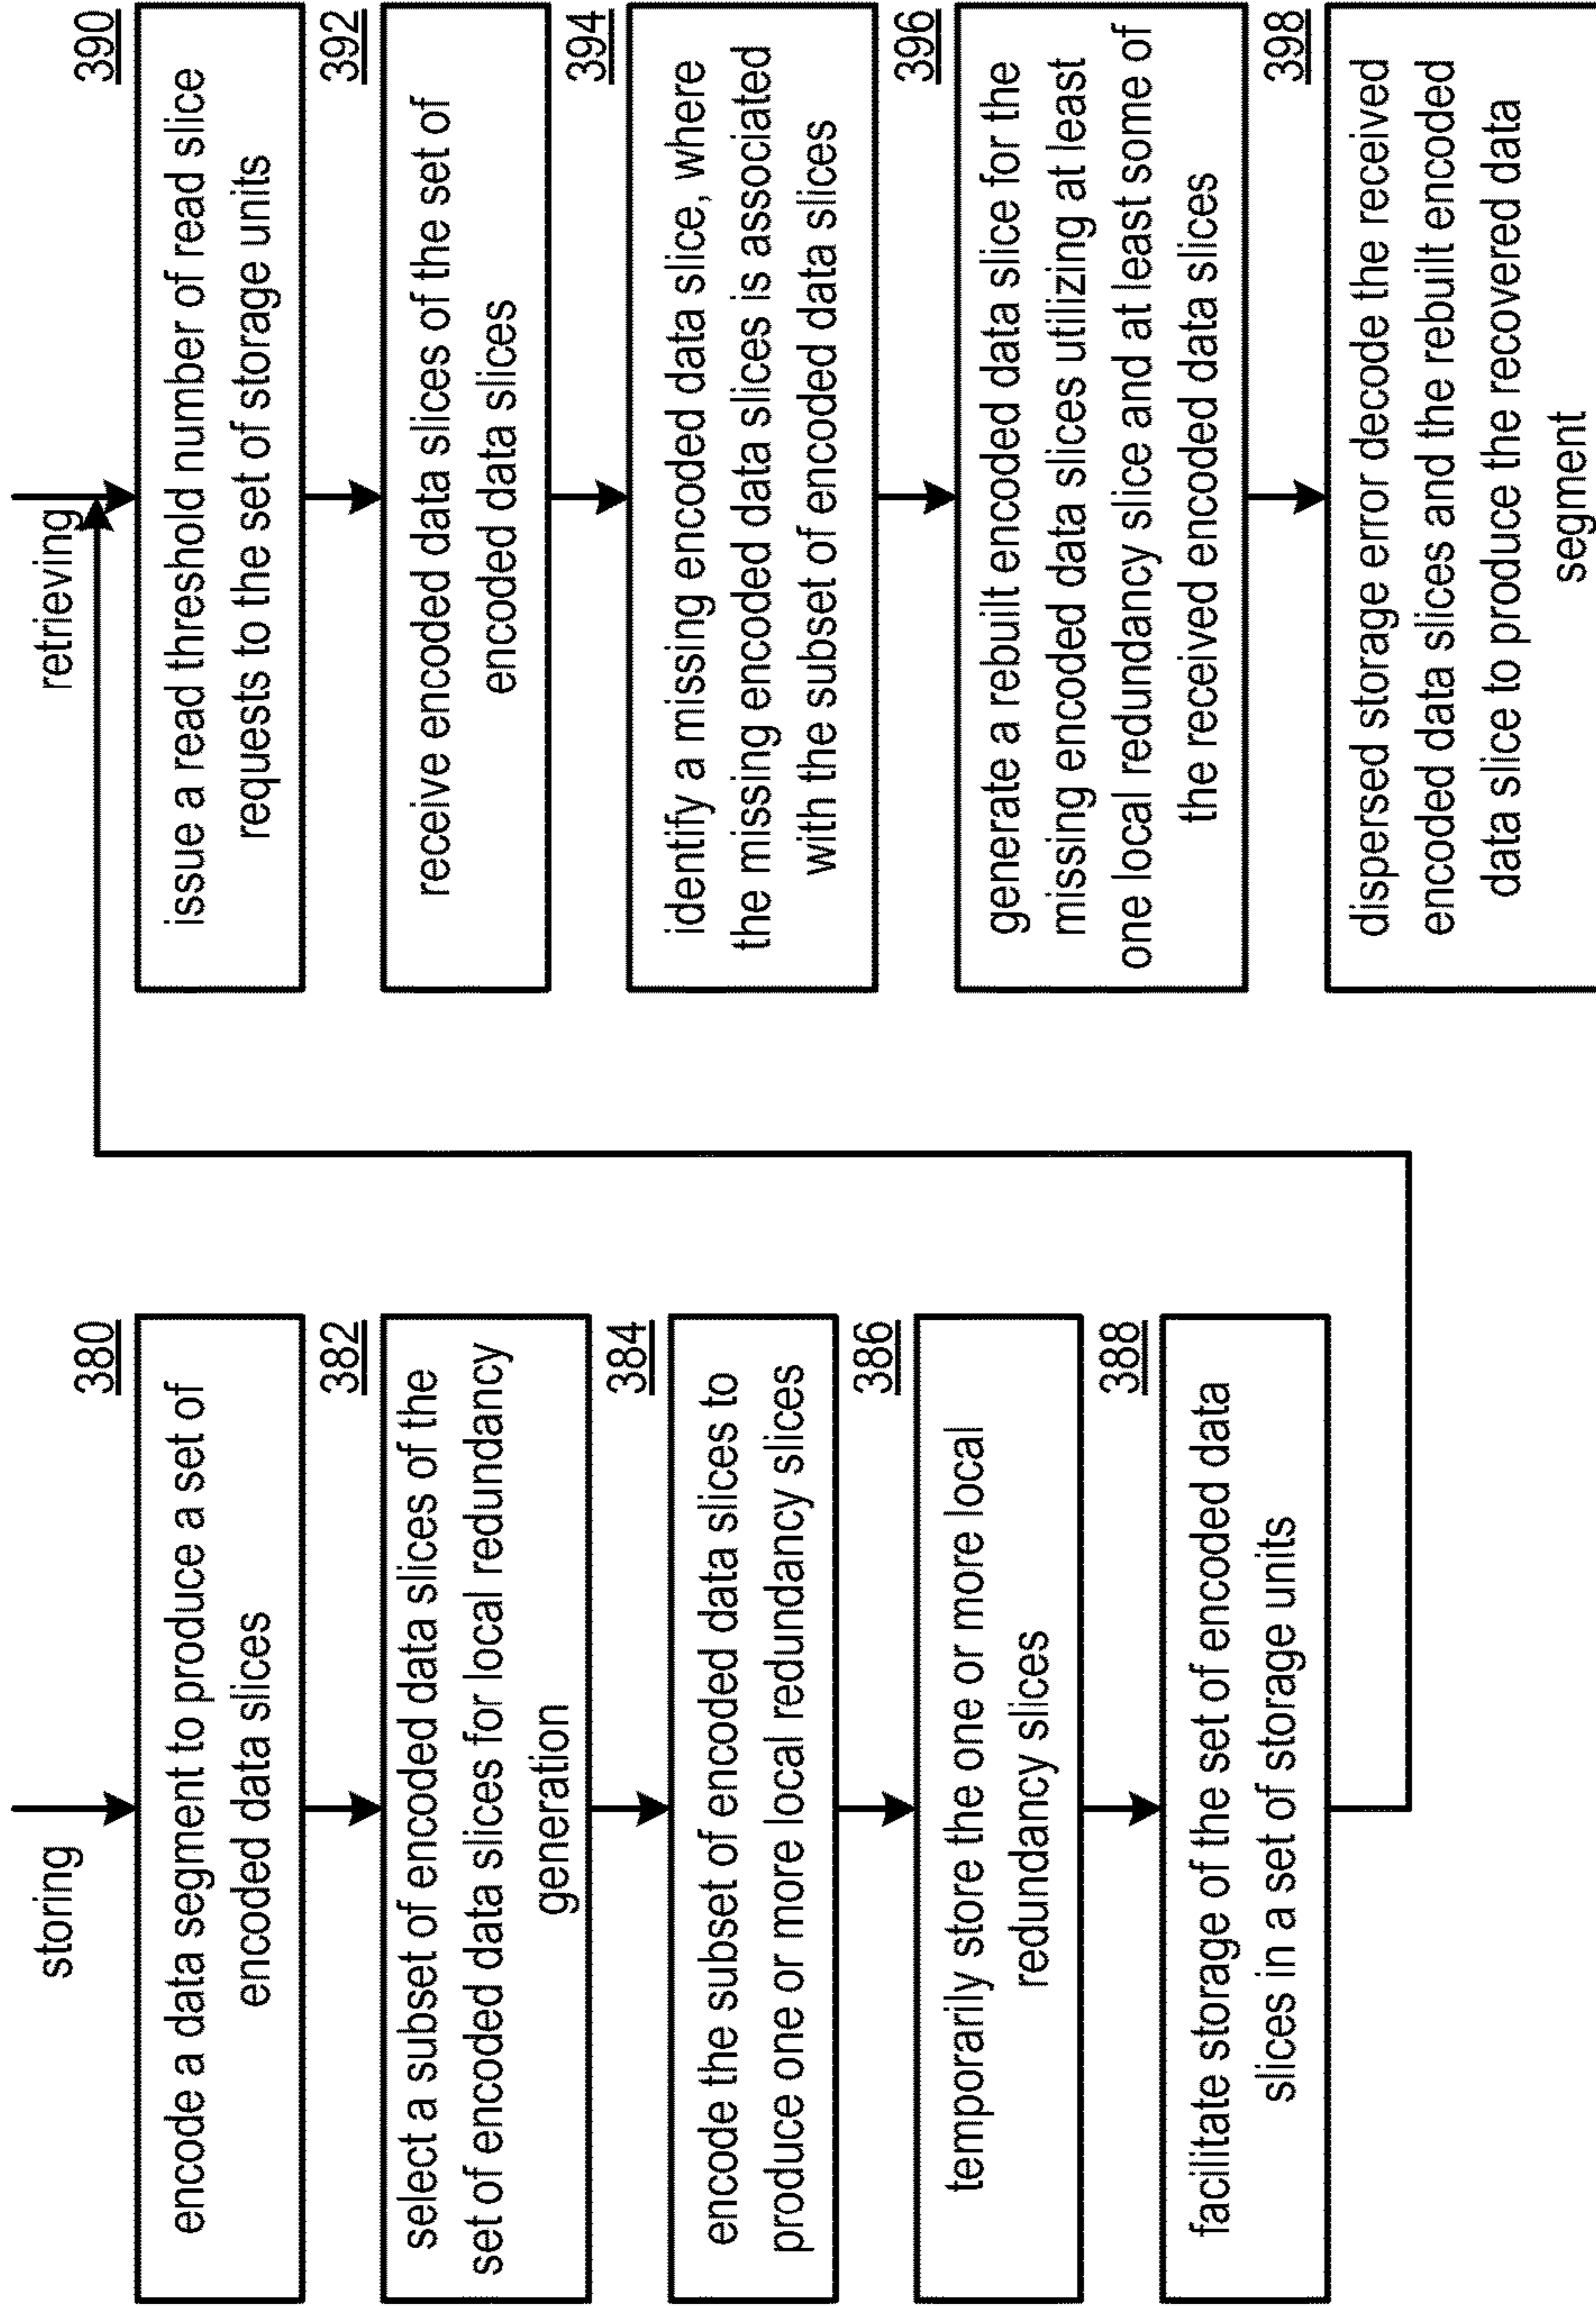 storing
380
encode a data segment to produce a set of
encoded data slices
382
select a subset of encoded data slices of the
set of encoded data slices for local redundancy
generation
384
encode the subset of encoded data slices to
produce one or more local redundancy slices
386
temporarily store the one or more local
redundancy slices
388
facilitate storage of the set of encoded data
slices in a set of storage units
retrieving
390
issue a read threshold number of read slice
requests to the set of storage units
392
receive encoded data slices of the set of
encoded data slices
394
identify a missing encoded data slice, where
the missing encoded data slices is associated
with the subset of encoded data slices
396
generate a rebuilt encoded data slice for the
missing encoded data slices utilizing at least
one local redundancy slice and at least some of
the received encoded data slices
398
dispersed storage error decode the received
encoded data slices and the rebuilt encoded
data slice to produce the recovered data
segment